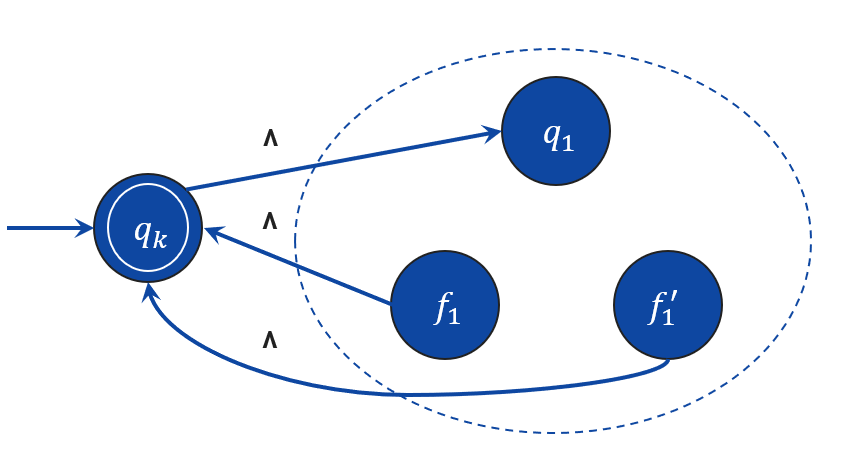 q₁
∧
∧
qₖ
f₁
f₁′
∧